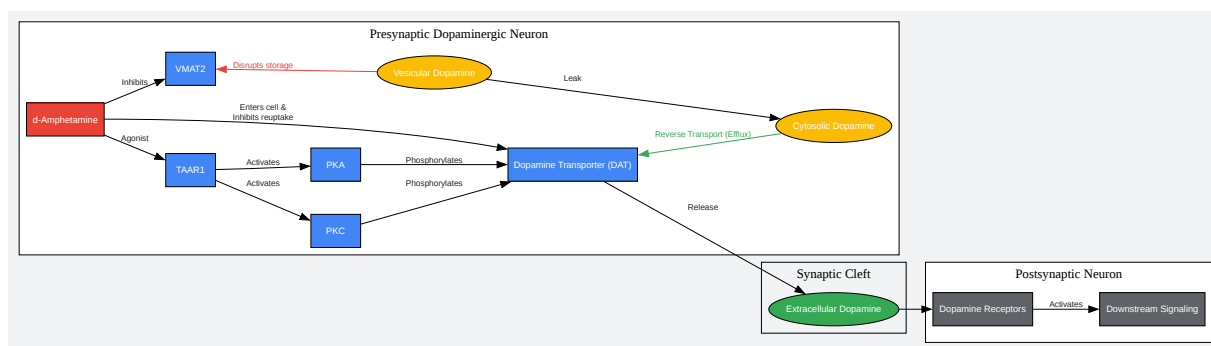 Presynaptic Dopaminergic Neuron
VMAT2
Disrupts storage
Vesicular Dopamine
Inhibits
Leak
d-Amphetamine
Enters cell &
Inhibits reuptake
Cytosolic Dopamine
Agonist
Reverse Transport (Efflux)
TAAR1
Activates
PKA
Phosphorylates
Dopamine Transporter (DAT)
Activates
Phosphorylates
PKC
Release
Synaptic Cleft
Extracellular Dopamine
Postsynaptic Neuron
Dopamine Receptors
Activates
Downstream Signaling